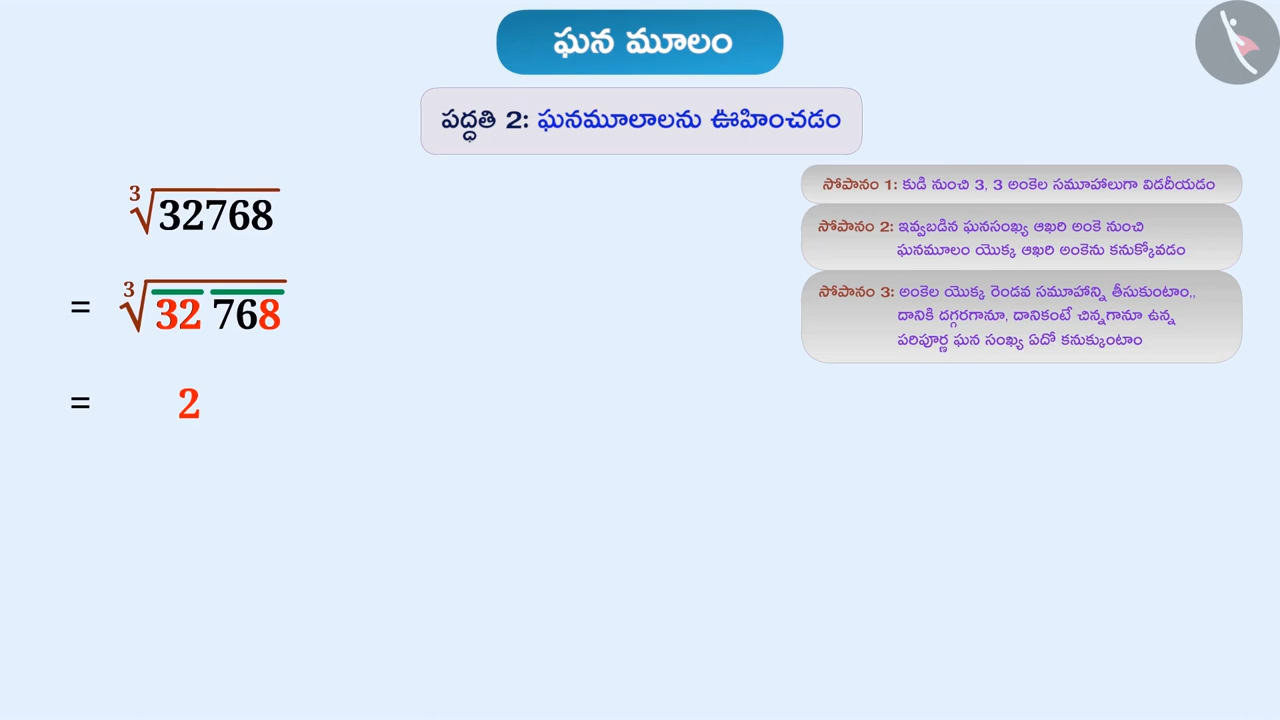 ఘన మూలం
పద్ధతి 2: ఘనమూలాలను ఊహించడం
∛32768
= ∛32 768
= 2
సోపానం 1: కుడి నుంచి 3, 3 అంకెల సమూహాలుగా విడదీయడం
సోపానం 2: ఇవ్వబడిన ఘనసంఖ్య ఆఖరి అంకె నుంచి
ఘనమూలం యొక్క ఆఖరి అంకెను కనుక్కోవడం
సోపానం 3: అంకెల యొక్క రెండవ సమూహాన్ని తీసుకుంటాం,,
దానికి దగ్గరగానూ, దానికంటే చిన్నగానూ ఉన్న
పరిపూర్ణ ఘన సంఖ్య ఏదో కనుక్కుంటాం